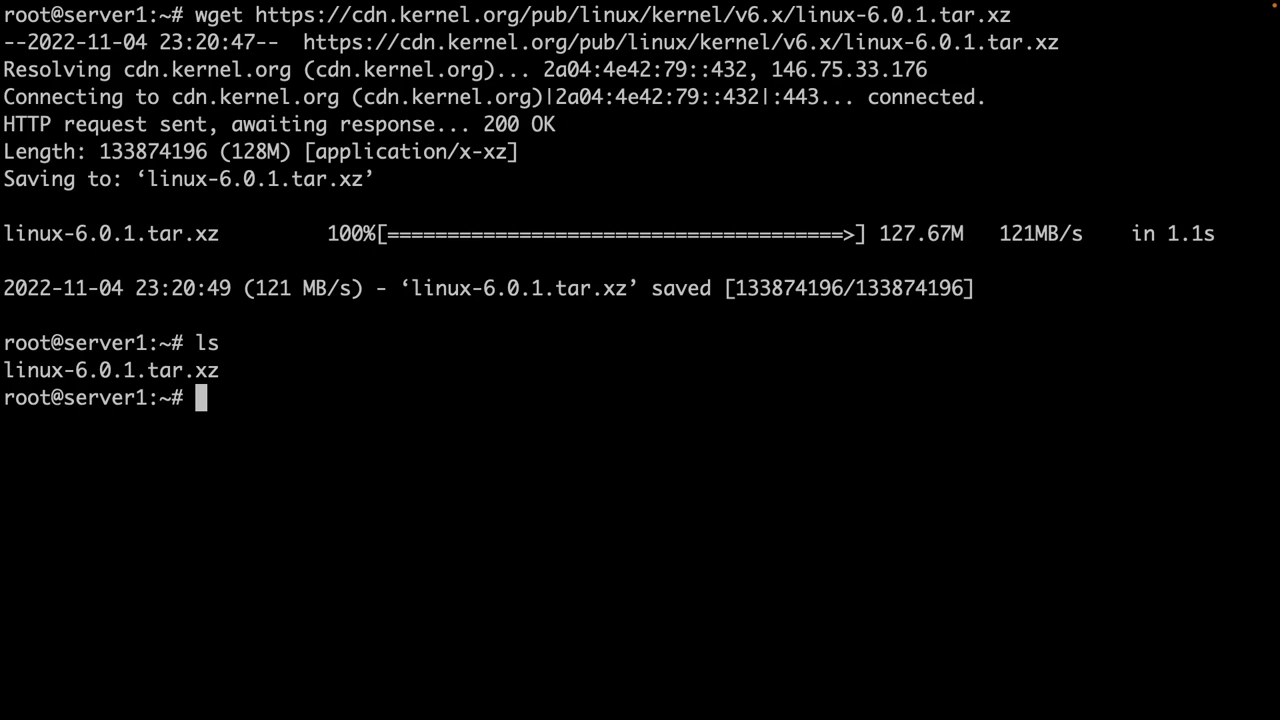 root@server1:~# wget https://cdn.kernel.org/pub/linux/kernel/v6.x/linux-6.0.1.tar.xz
--2022-11-04 23:20:47--  https://cdn.kernel.org/pub/linux/kernel/v6.x/linux-6.0.1.tar.xz
Resolving cdn.kernel.org (cdn.kernel.org)... 2a04:4e42:79::432, 146.75.33.176
Connecting to cdn.kernel.org (cdn.kernel.org)|2a04:4e42:79::432|:443... connected.
HTTP request sent, awaiting response... 200 OK
Length: 133874196 (128M) [application/x-xz]
Saving to: ‘linux-6.0.1.tar.xz’
linux-6.0.1.tar.xz         100%[======================================>] 127.67M   121MB/s    in 1.1s
2022-11-04 23:20:49 (121 MB/s) - ‘linux-6.0.1.tar.xz’ saved [133874196/133874196]
root@server1:~# ls
linux-6.0.1.tar.xz
root@server1:~#